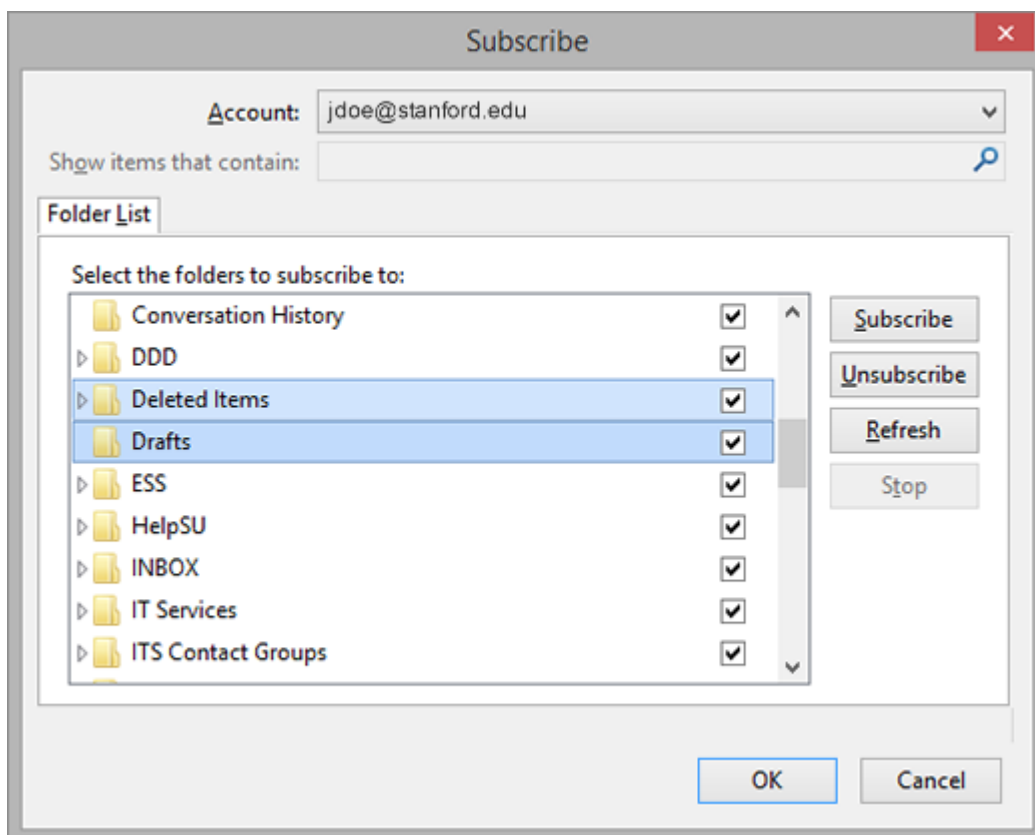 Subscribe
Account: jdoe@stanford.edu
Show items that contain:
Folder List
Select the folders to subscribe to:
Conversation History
DDD
Deleted Items
Drafts
ESS
HelpSU
INBOX
IT Services
ITS Contact Groups
Subscribe
Unsubscribe
Refresh
Stop
OK
Cancel